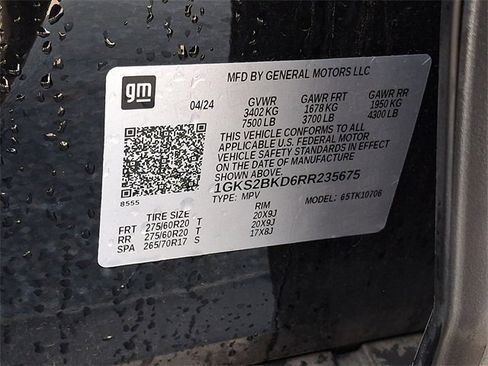 gm
MFD BY GENERAL MOTORS LLC
04/24 GVWR GAWR FRT GAWR RR
3402 KG 1678 KG 1950 KG
7500 LB 3700 LB 4300 LB
THIS VEHICLE CONFORMS TO ALL
APPLICABLE U.S. FEDERAL MOTOR
VEHICLE SAFETY STANDARDS IN EFFECT
ON THE DATE OF MANUFACTURE
SHOWN ABOVE.
1GKS2BKD6RR235675
8555 TYPE: MPV MODEL: 65TK10706
TIRE SIZE RIM
FRT 275/60R20 T 20X9J
RR 275/60R20 T 20X9J
SPA 265/70R17 S 17X8J